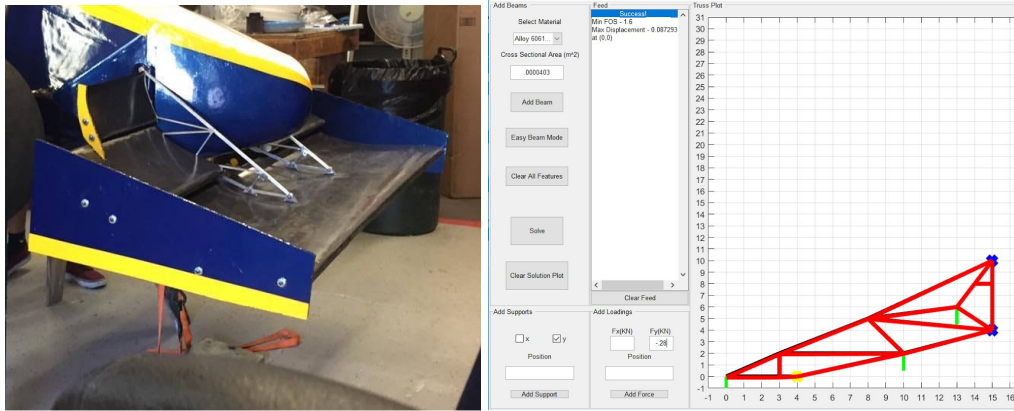 Add Beams
Select Material
Alloy 6061...
Cross Sectional Area (m^2)
.0000403
Add Beam
Easy Beam Mode
Clear All Features
Solve
Clear Solution Plot
Feed
Success!
Min FOS - 1.6
Max Displacement - 0.087293
at (0,0)
Clear Feed
Add Supports
x
y
Position
Add Support
Add Loadings
Fx(KN)
Fy(KN)
-.28
Position
Add Force
Truss Plot
31
30
29
28
27
26
25
24
23
22
21
20
19
18
17
16
15
14
13
12
11
10
9
8
7
6
5
4
3
2
1
0
-1
-1 0 1 2 3 4 5 6 7 8 9 10 11 12 13 14 15 16